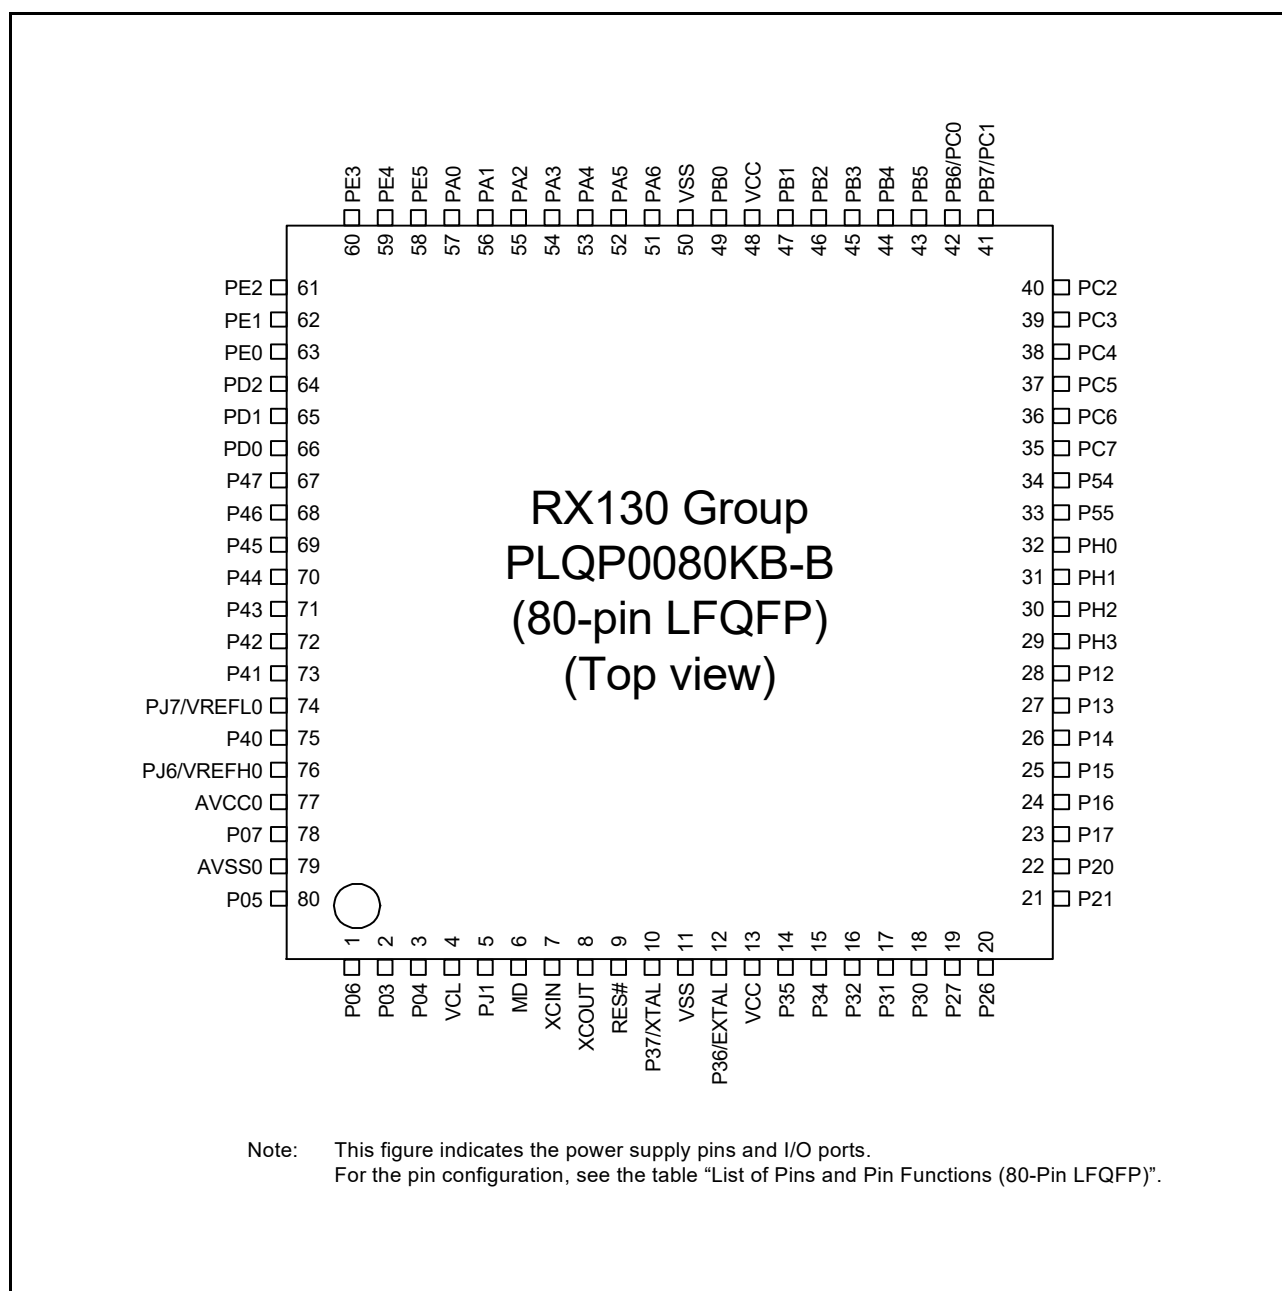 PE3
PE4
PE5
PA0
PA1
PA2
PA3
PA4
PA5
PA6
VSS
PB0
VCC
PB1
PB2
PB3
PB4
PB5
PB6/PC0
PB7/PC1
60
59
58
57
56
55
54
53
52
51
50
49
48
47
46
45
44
43
42
41
PE2 61
PE1 62
PE0 63
PD2 64
PD1 65
PD0 66
P47 67
P46 68
P45 69
P44 70
P43 71
P42 72
P41 73
PJ7/VREFL0 74
P40 75
PJ6/VREFH0 76
AVCC0 77
P07 78
AVSS0 79
P05 80
RX130 Group
PLQP0080KB-B
(80-pin LFQFP)
(Top view)
40 PC2
39 PC3
38 PC4
37 PC5
36 PC6
35 PC7
34 P54
33 P55
32 PH0
31 PH1
30 PH2
29 PH3
28 P12
27 P13
26 P14
25 P15
24 P16
23 P17
22 P20
21 P21
1
2
3
4
5
6
7
8
9
10
11
12
13
14
15
16
17
18
19
20
P06
P03
P04
VCL
PJ1
MD
XCIN
XCOUT
RES#
P37/XTAL
VSS
P36/EXTAL
VCC
P35
P34
P32
P31
P30
P27
P26
Note: This figure indicates the power supply pins and I/O ports.
For the pin configuration, see the table “List of Pins and Pin Functions (80-Pin LFQFP)”.